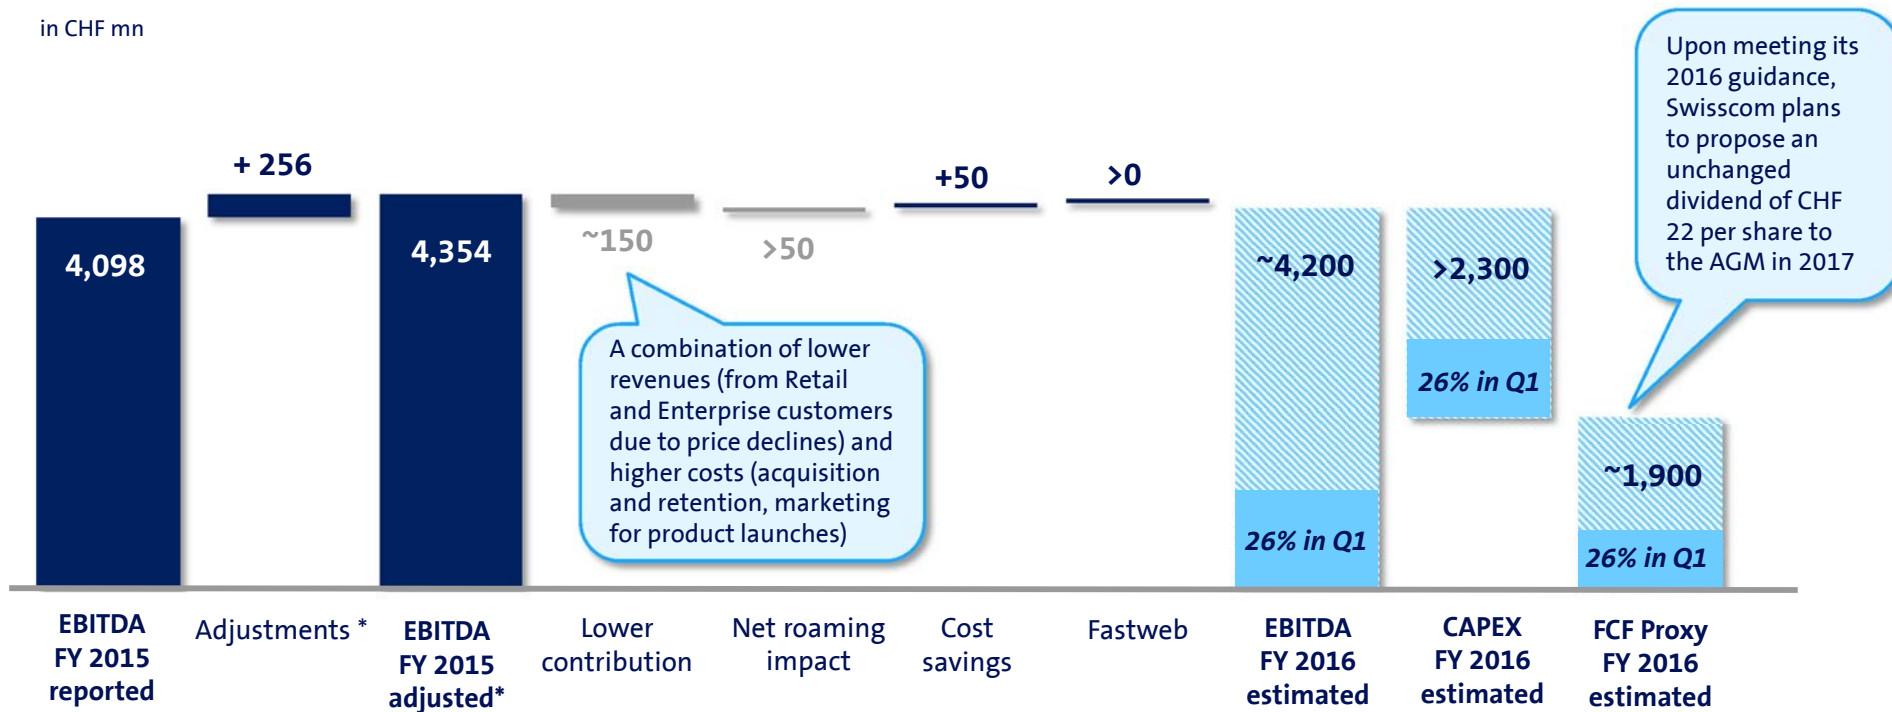 in CHF mn
Upon meeting its
2016 guidance,
Swisscom plans
to propose an
unchanged
dividend of CHF
22 per share to
the AGM in 2017
+ 256
+50
>0
4,098
4,354
~150
>50
~4,200
>2,300
A combination of lower
revenues (from Retail
and Enterprise customers
due to price declines) and
higher costs (acquisition
and retention, marketing
for product launches)
26% in Q1
~1,900
26% in Q1
26% in Q1
EBITDA
FY 2015
reported
Adjustments *
EBITDA
FY 2015
adjusted*
Lower
contribution
Net roaming
impact
Cost
savings
Fastweb
EBITDA
FY 2016
estimated
CAPEX
FY 2016
estimated
FCF Proxy
FY 2016
estimated